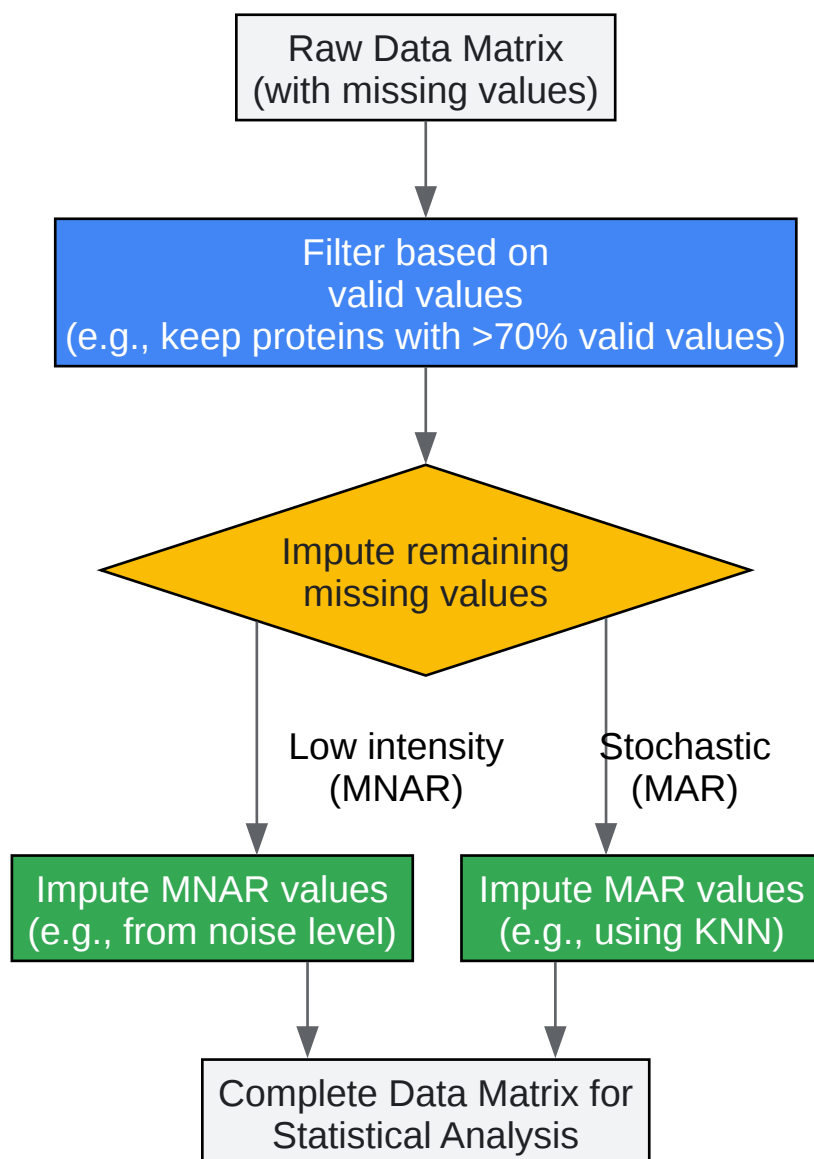 Raw Data Matrix
(with missing values)
Filter based on
valid values
(e.g., keep proteins with >70% valid values)
Impute remaining
missing values
Low intensity
(MNAR)
Stochastic
(MAR)
Impute MNAR values
(e.g., from noise level)
Impute MAR values
(e.g., using KNN)
Complete Data Matrix for
Statistical Analysis